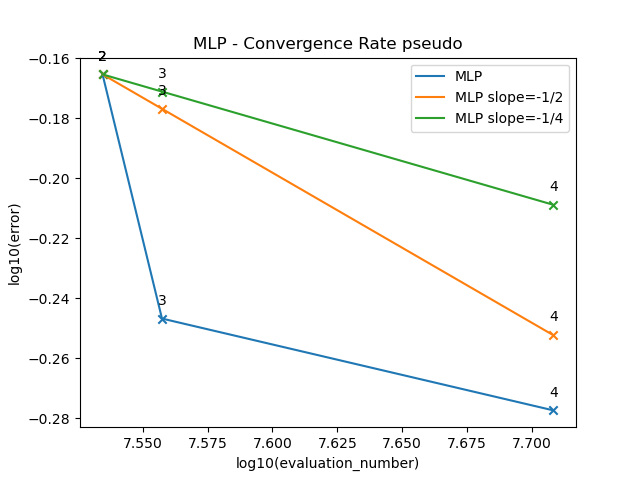 MLP - Convergence Rate pseudo
log10(error)
−0.16
−0.18
−0.20
−0.22
−0.24
−0.26
−0.28
2
3
3
3
4
4
4
MLP
MLP slope=-1/2
MLP slope=-1/4
7.550 7.575 7.600 7.625 7.650 7.675 7.700
log10(evaluation_number)